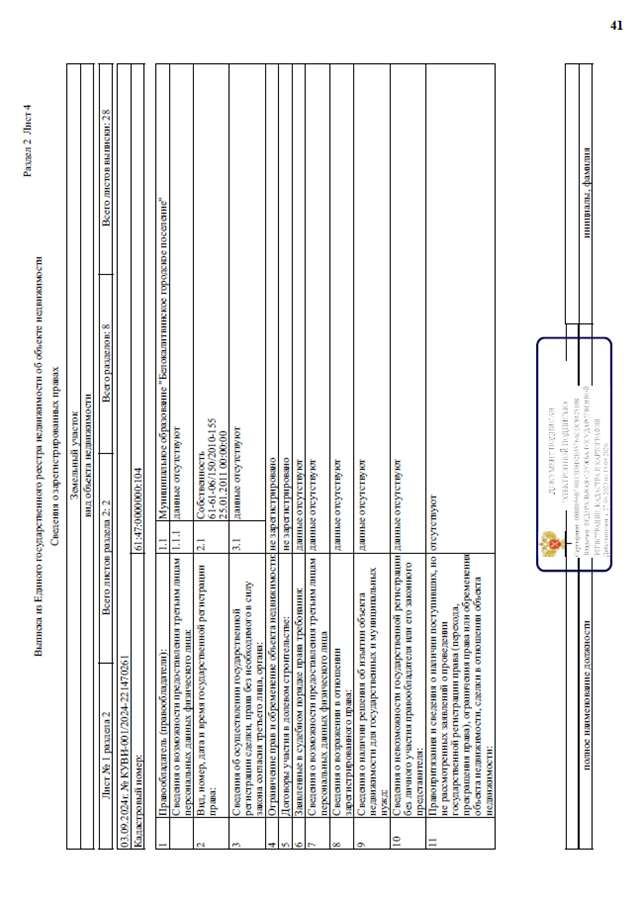 41
Раздел 2 Лист 4
Выписка из Единого государственного реестра недвижимости об объекте недвижимости
Сведения о зарегистрированных правах
Земельный участок
вид объекта недвижимости
Лист № 1 раздела 2 Всего листов раздела 2: 2 Всего разделов: 8 Всего листов выписки: 28
03.09.2024г. № КУВИ-001/2024-221470261
Кадастровый номер: 61:47:0000000:104
1 Правообладатель (правообладатели): 1.1 Муниципальное образование "Белокалитвинское городское поселение"
Сведения о возможности предоставления третьим лицам 1.1.1 данные отсутствуют
персональных данных физического лица:
2 Вид, номер, дата и время государственной регистрации 2.1 Собственность
права: 61-61-06/150/2010-155
25.01.2011 00:00:00
3 Сведения об осуществлении государственной 3.1 данные отсутствуют
регистрации сделки, права без необходимого в силу
закона согласия третьего лица, органа:
4 Ограничение прав и обременение объекта недвижимости: не зарегистрировано
5 Договоры участия в долевом строительстве: не зарегистрировано
6 Заявленные в судебном порядке права требования: данные отсутствуют
7 Сведения о возможности предоставления третьим лицам данные отсутствуют
персональных данных физического лица
8 Сведения о возражении в отношении данные отсутствуют
зарегистрированного права:
9 Сведения о наличии решения об изъятии объекта данные отсутствуют
недвижимости для государственных и муниципальных
нужд:
10 Сведения о невозможности государственной регистрации данные отсутствуют
без личного участия правообладателя или его законного
представителя:
11 Правопритязания и сведения о наличии поступивших, но отсутствуют
не рассмотренных заявлений о проведении
государственной регистрации права (перехода,
прекращения права), ограничения права или обременения
объекта недвижимости, сделки в отношении объекта
недвижимости:
ДОКУМЕНТ ПОДПИСАН
ЭЛЕКТРОННОЙ ПОДПИСЬЮ
Сертификат:
Владелец: ФЕДЕРАЛЬНАЯ СЛУЖБА ГОСУДАРСТВЕННОЙ
РЕГИСТРАЦИИ, КАДАСТРА И КАРТОГРАФИИ
полное наименование должности инициалы, фамилия